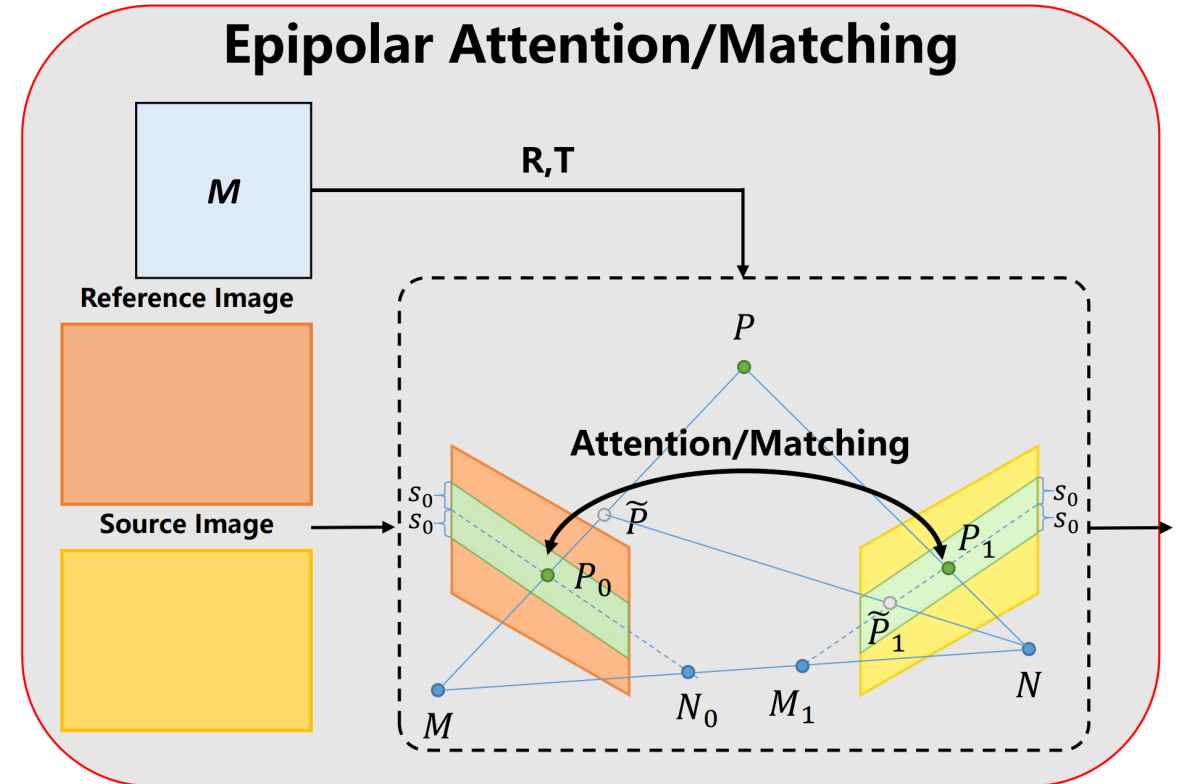 Epipolar Attention/Matching
M
R,T
Reference Image
P
Attention/Matching
s₀
s₀
P̃
s₀
s₀
Source Image
P₀
P₁
P̃₁
M
N₀
M₁
N